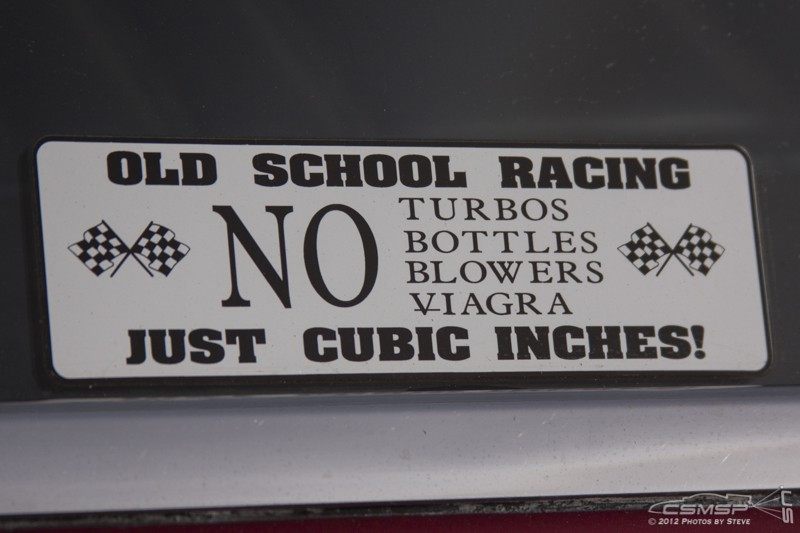 OLD SCHOOL RACING
NO
TURBOS
BOTTLES
BLOWERS
VIAGRA
JUST CUBIC INCHES!
CSMSP
© 2012 PHOTOS BY STEVE